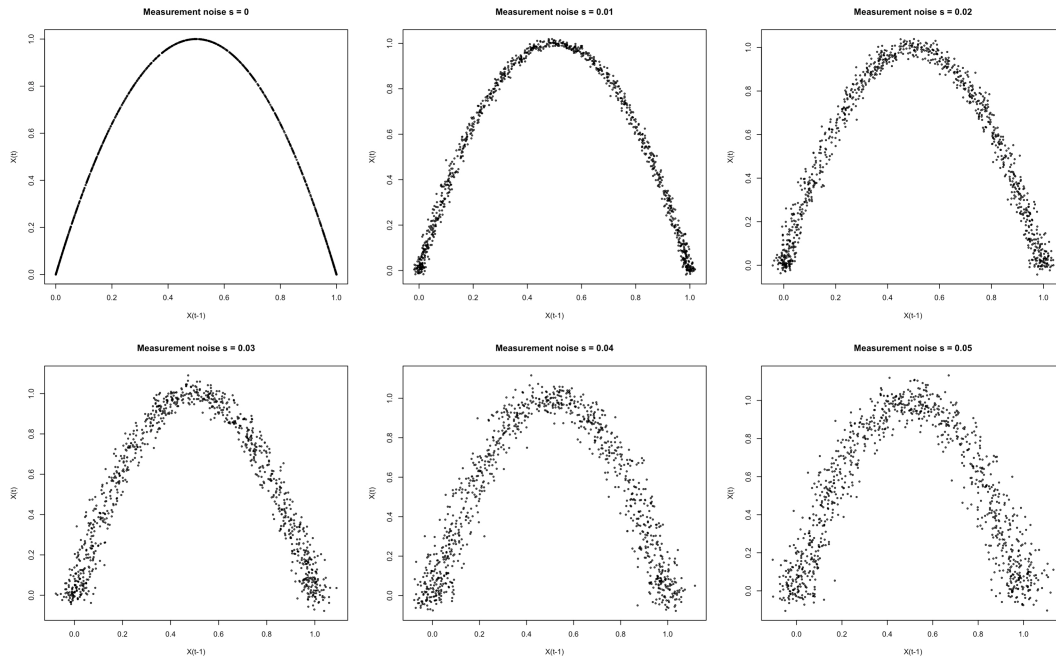 Measurement noise s = 0
X(t)
0.0 0.2 0.4 0.6 0.8 1.0
0.0 0.2 0.4 0.6 0.8 1.0
X(t-1)
Measurement noise s = 0.01
X(t)
0.0 0.2 0.4 0.6 0.8 1.0
0.0 0.2 0.4 0.6 0.8 1.0
X(t-1)
Measurement noise s = 0.02
X(t)
0.0 0.2 0.4 0.6 0.8 1.0
0.0 0.2 0.4 0.6 0.8 1.0
X(t-1)
Measurement noise s = 0.03
X(t)
0.0 0.2 0.4 0.6 0.8 1.0
0.0 0.2 0.4 0.6 0.8 1.0
X(t-1)
Measurement noise s = 0.04
X(t)
0.0 0.2 0.4 0.6 0.8 1.0
0.0 0.2 0.4 0.6 0.8 1.0
X(t-1)
Measurement noise s = 0.05
X(t)
0.0 0.2 0.4 0.6 0.8 1.0
0.0 0.2 0.4 0.6 0.8 1.0
X(t-1)